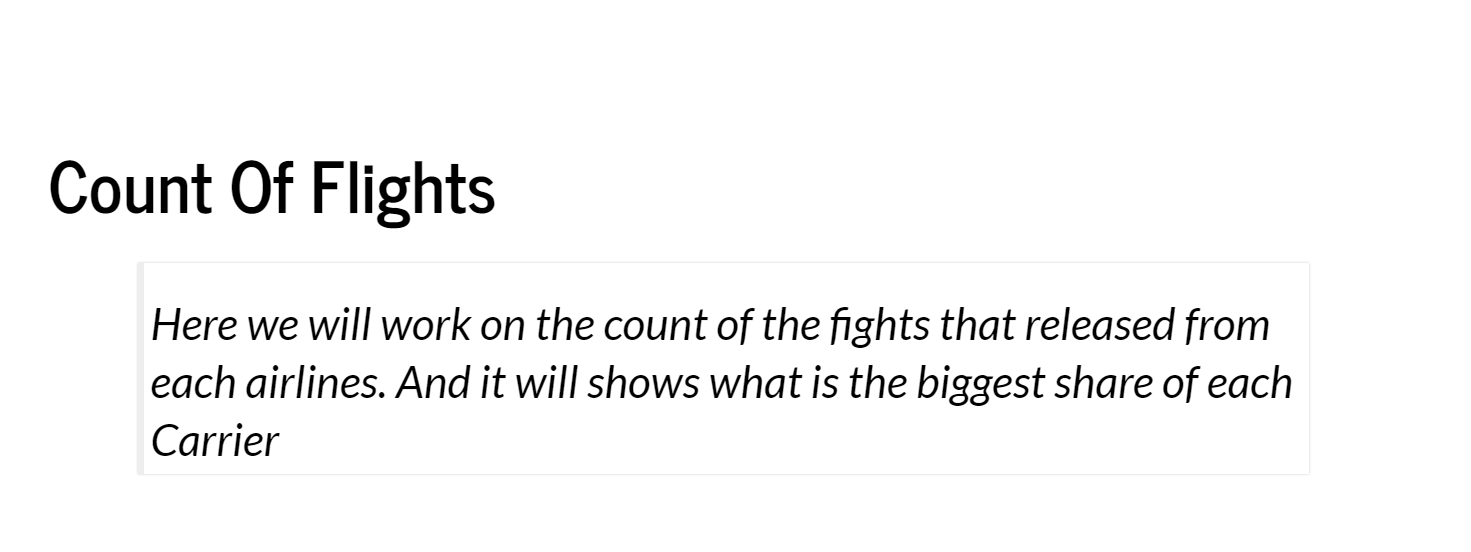 Count Of Flights
Here we will work on the count of the fights that released from
each airlines. And it will shows what is the biggest share of each
Carrier